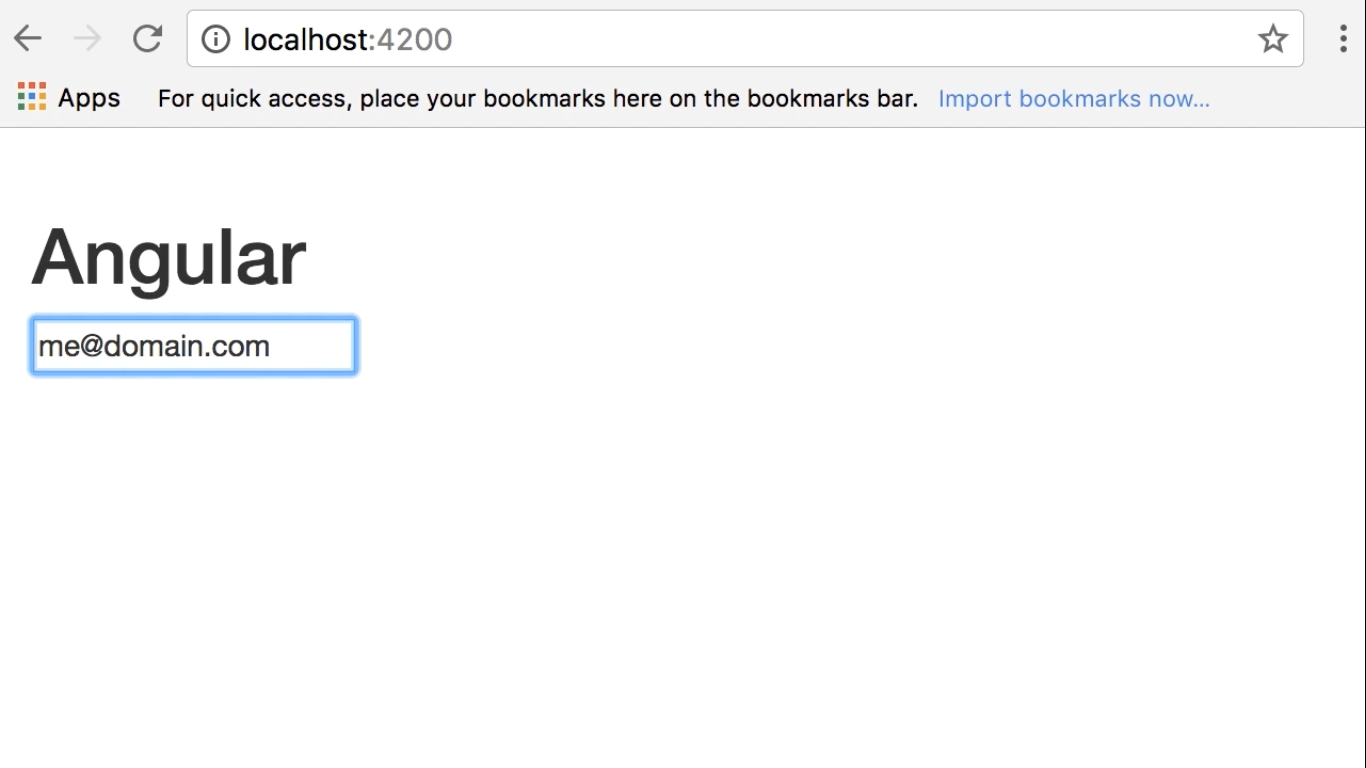 localhost:4200
Apps For quick access, place your bookmarks here on the bookmarks bar. Import bookmarks now...
Angular
me@domain.com